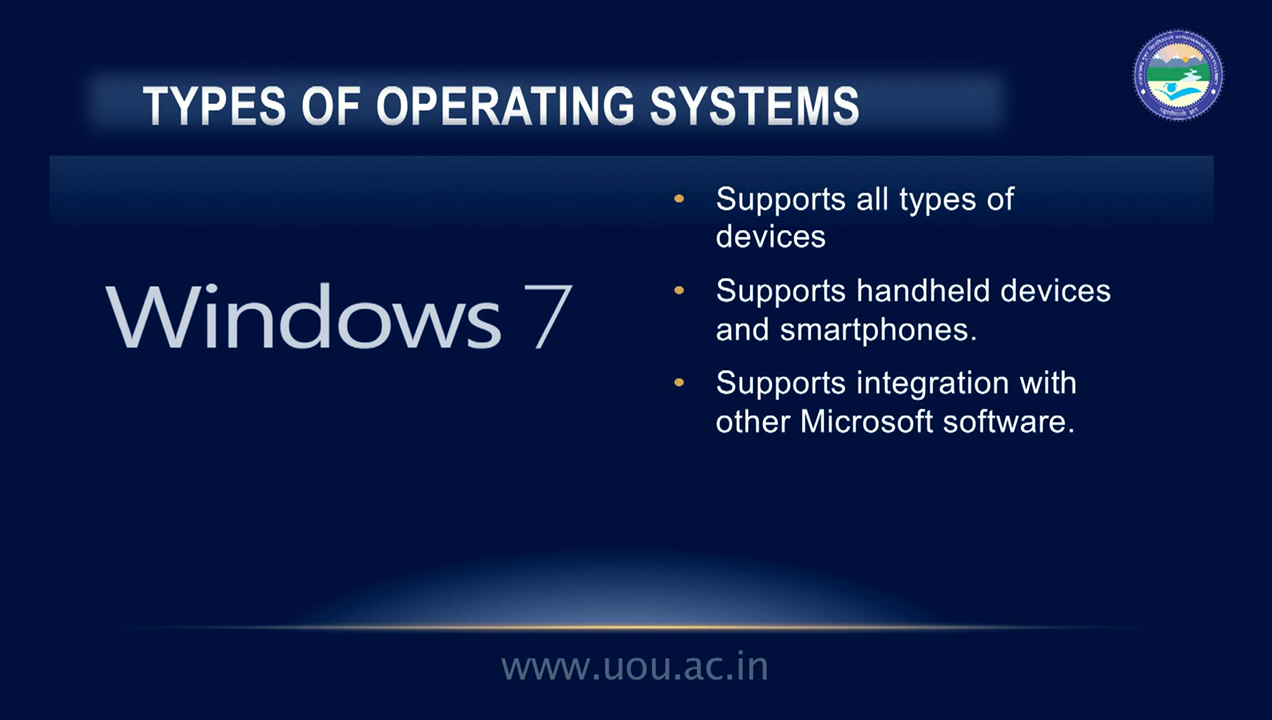 TYPES OF OPERATING SYSTEMS
Windows 7
• Supports all types of
devices
• Supports handheld devices
and smartphones.
• Supports integration with
other Microsoft software.
www.uou.ac.in